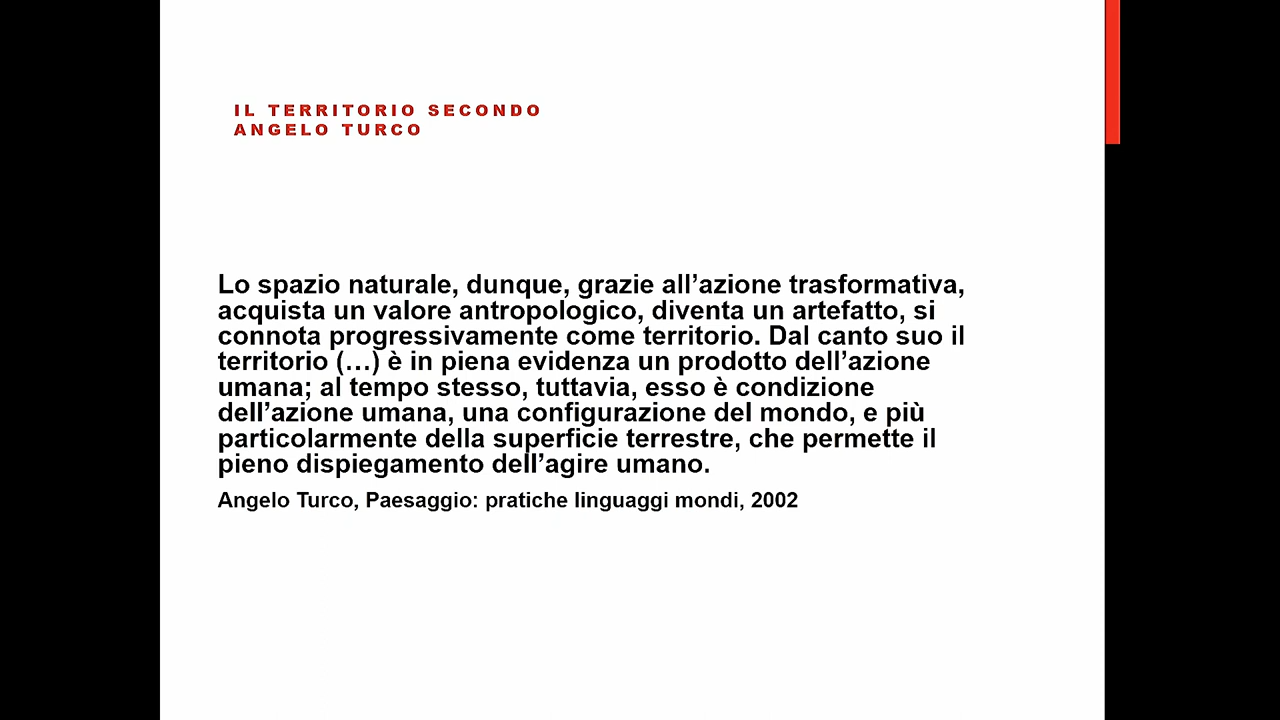 IL TERRITORIO SECONDO
ANGELO TURCO
Lo spazio naturale, dunque, grazie all’azione trasformativa,
acquista un valore antropologico, diventa un artefatto, si
connota progressivamente come territorio. Dal canto suo il
territorio (…) è in piena evidenza un prodotto dell’azione
umana; al tempo stesso, tuttavia, esso è condizione
dell’azione umana, una configurazione del mondo, e più
particolarmente della superficie terrestre, che permette il
pieno dispiegamento dell’agire umano.
Angelo Turco, Paesaggio: pratiche linguaggi mondi, 2002